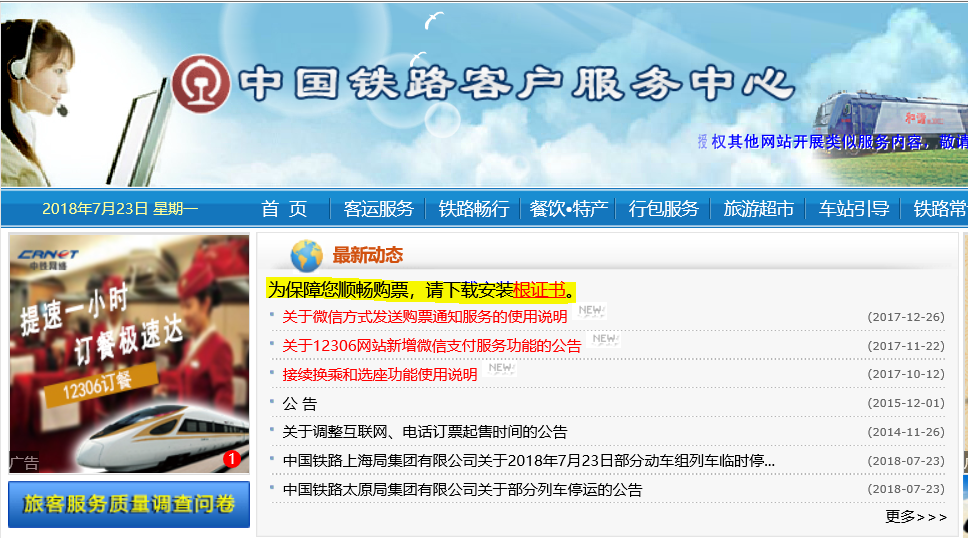 中国铁路客户服务中心
授权其他网站开展类似服务内容，敬请
2018年7月23日 星期一
首 页
客运服务
铁路畅行
餐饮•特产
行包服务
旅游超市
车站引导
铁路常
CRNET
中铁网络
提速一小时
订餐极速达
12306订餐
广告
1
旅客服务质量调查问卷
最新动态
为保障您顺畅购票，请下载安装根证书。
关于微信方式发送购票通知服务的使用说明 NEW! (2017-12-26)
关于12306网站新增微信支付服务功能的公告 NEW! (2017-11-22)
接续换乘和选座功能使用说明 NEW! (2017-10-12)
公 告 (2015-12-01)
关于调整互联网、电话订票起售时间的公告 (2014-11-26)
中国铁路上海局集团有限公司关于2018年7月23日部分动车组列车临时停... (2018-07-23)
中国铁路太原局集团有限公司关于部分列车停运的公告 (2018-07-23)
更多>>>